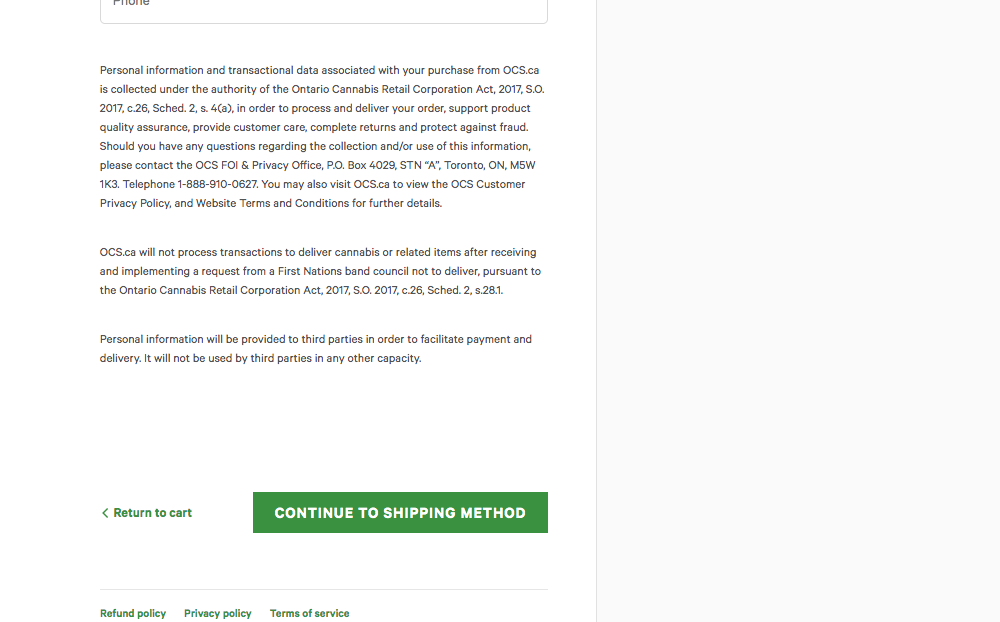 Phone
Personal information and transactional data associated with your purchase from OCS.ca
is collected under the authority of the Ontario Cannabis Retail Corporation Act, 2017, S.O.
2017, c.26, Sched. 2, s. 4(a), in order to process and deliver your order, support product
quality assurance, provide customer care, complete returns and protect against fraud.
Should you have any questions regarding the collection and/or use of this information,
please contact the OCS FOI & Privacy Office, P.O. Box 4029, STN “A”, Toronto, ON, M5W
1K3. Telephone 1-888-910-0627. You may also visit OCS.ca to view the OCS Customer
Privacy Policy, and Website Terms and Conditions for further details.
OCS.ca will not process transactions to deliver cannabis or related items after receiving
and implementing a request from a First Nations band council not to deliver, pursuant to
the Ontario Cannabis Retail Corporation Act, 2017, S.O. 2017, c.26, Sched. 2, s.28.1.
Personal information will be provided to third parties in order to facilitate payment and
delivery. It will not be used by third parties in any other capacity.
Return to cart
CONTINUE TO SHIPPING METHOD
Refund policy Privacy policy Terms of service